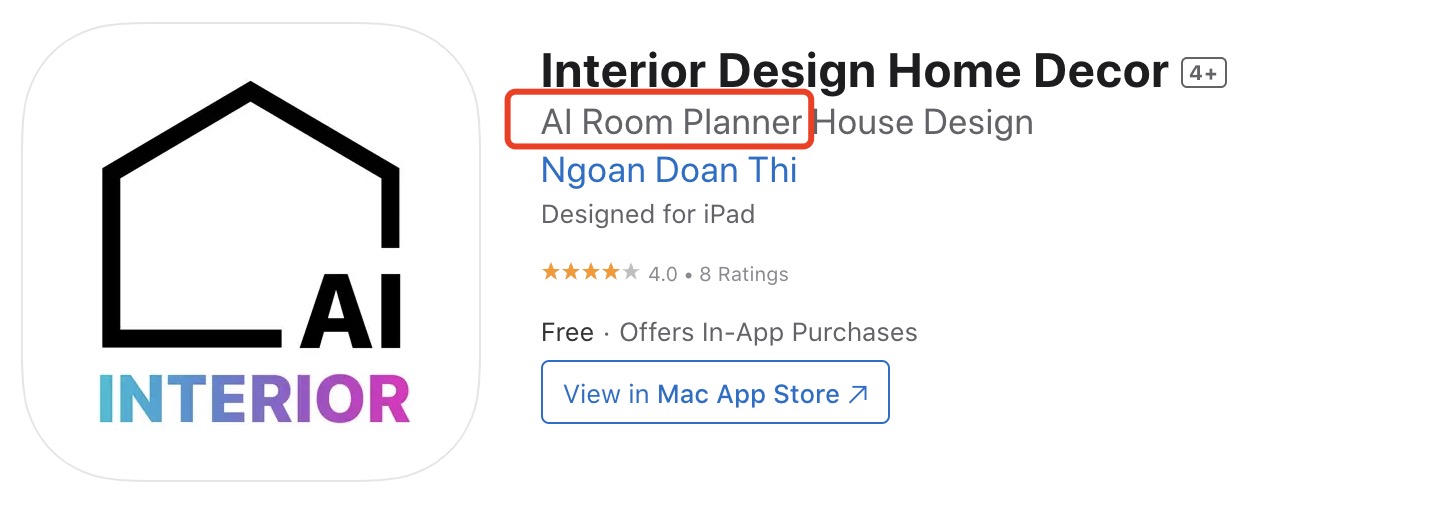 AI
INTERIOR
Interior Design Home Decor 4+
AI Room Planner House Design
Ngoan Doan Thi
Designed for iPad
★★★★★ 4.0 • 8 Ratings
Free · Offers In-App Purchases
View in Mac App Store ↗